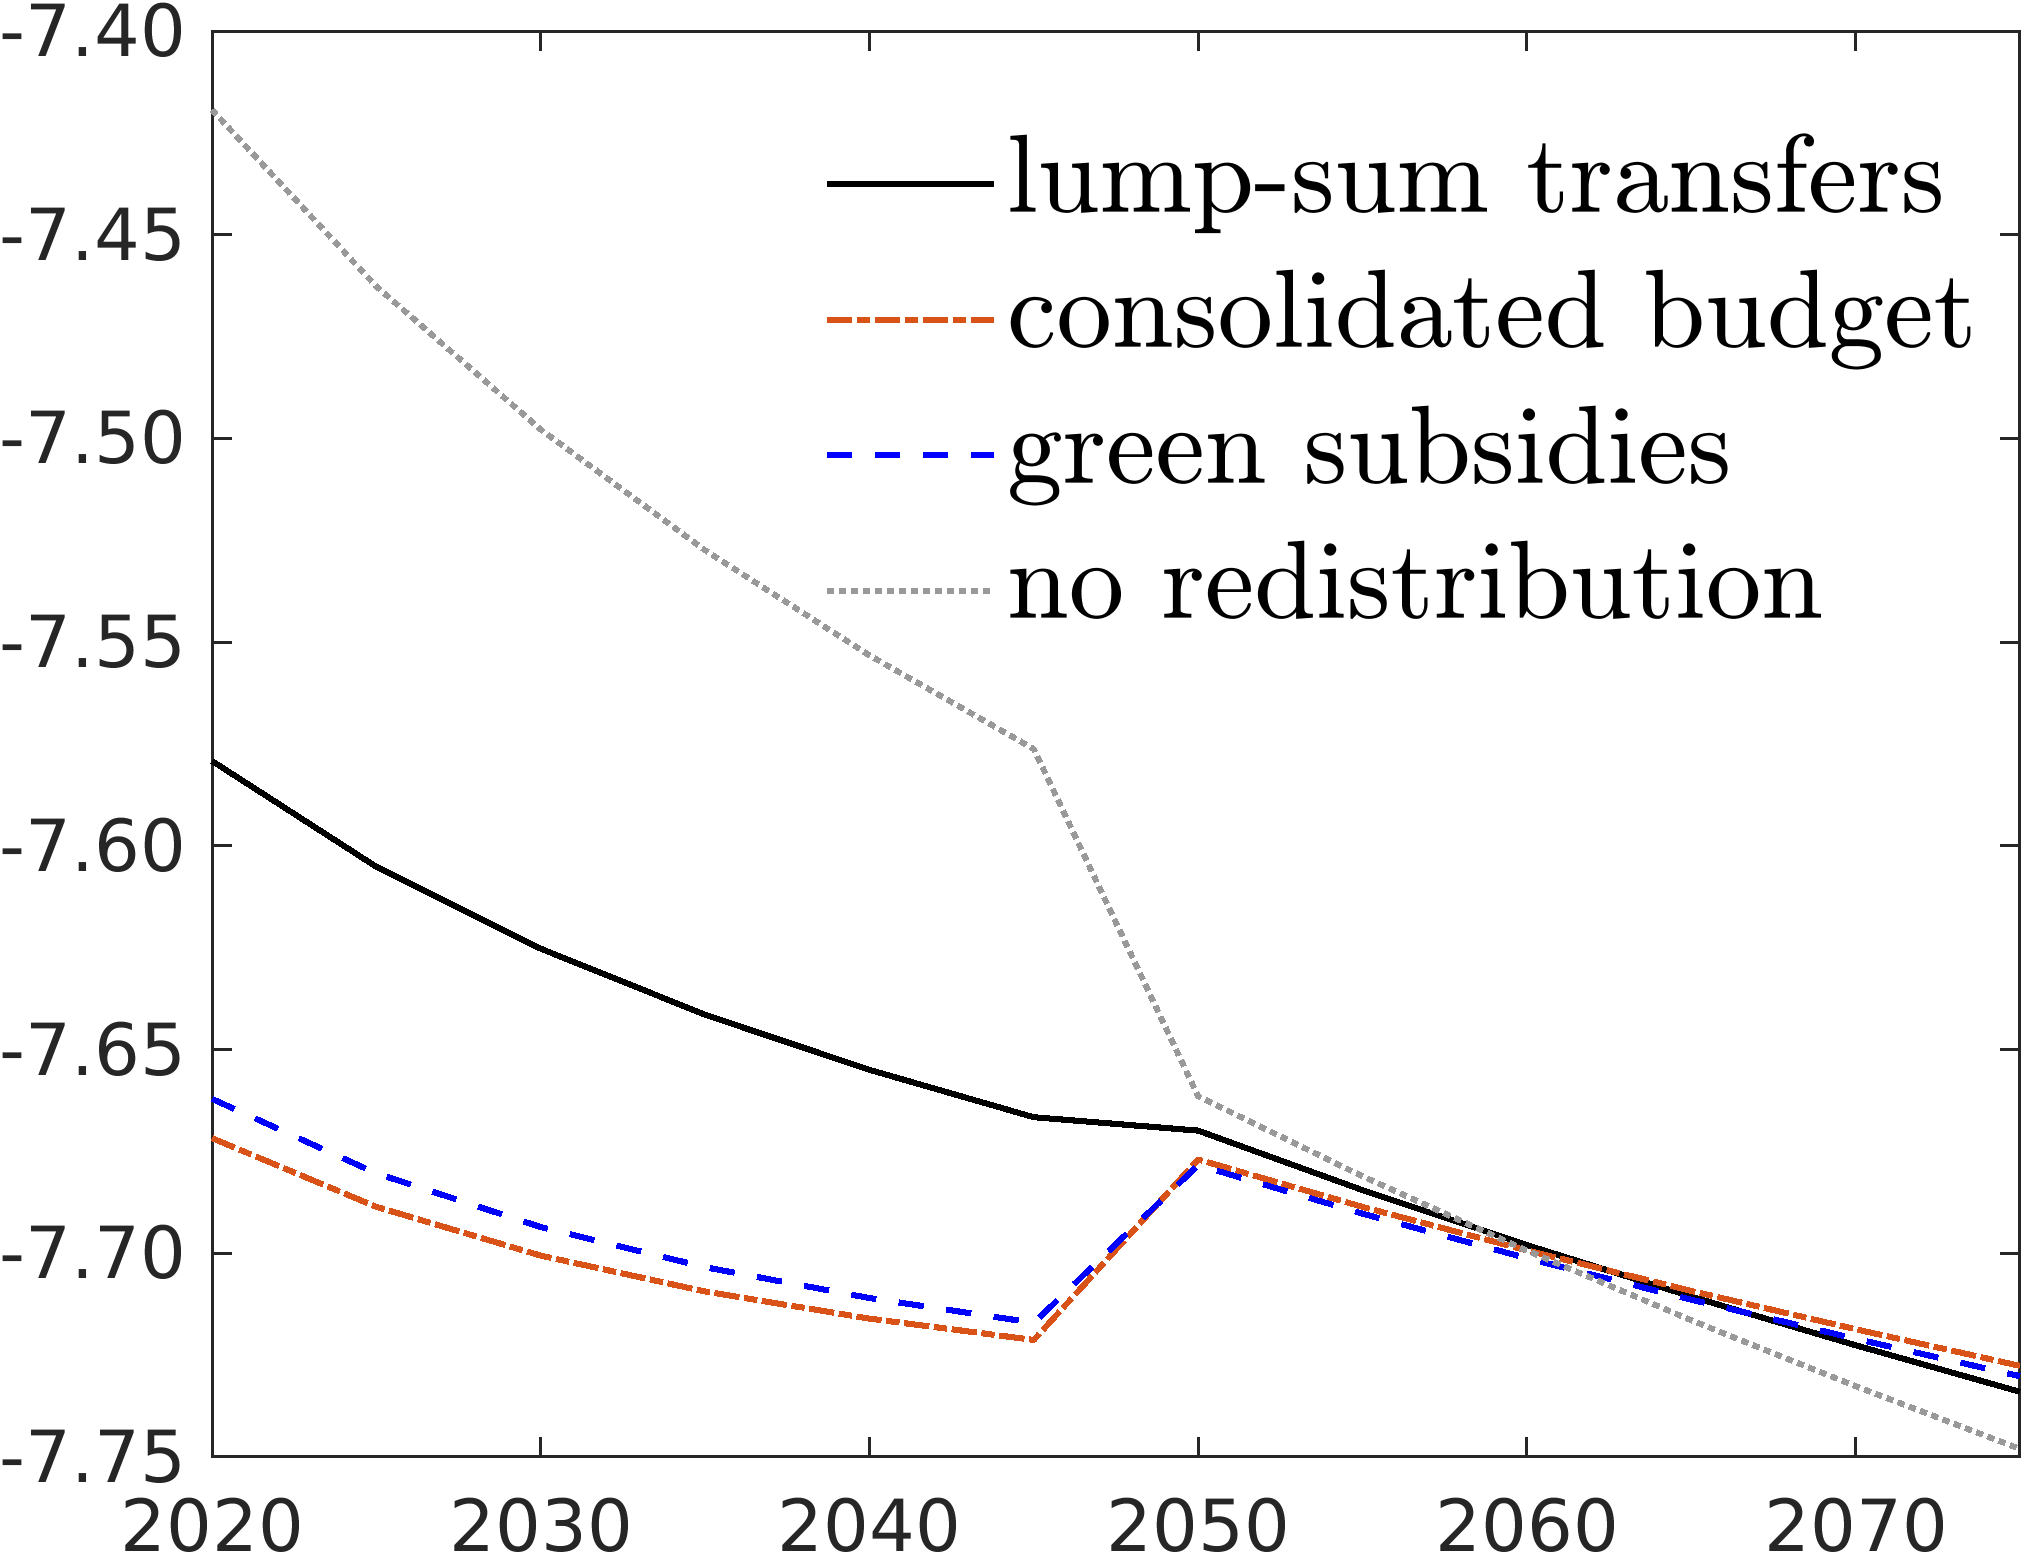 -7.40
-7.45
-7.50
-7.55
-7.60
-7.65
-7.70
-7.75
lump-sum transfers
consolidated budget
green subsidies
no redistribution
2020 2030 2040 2050 2060 2070